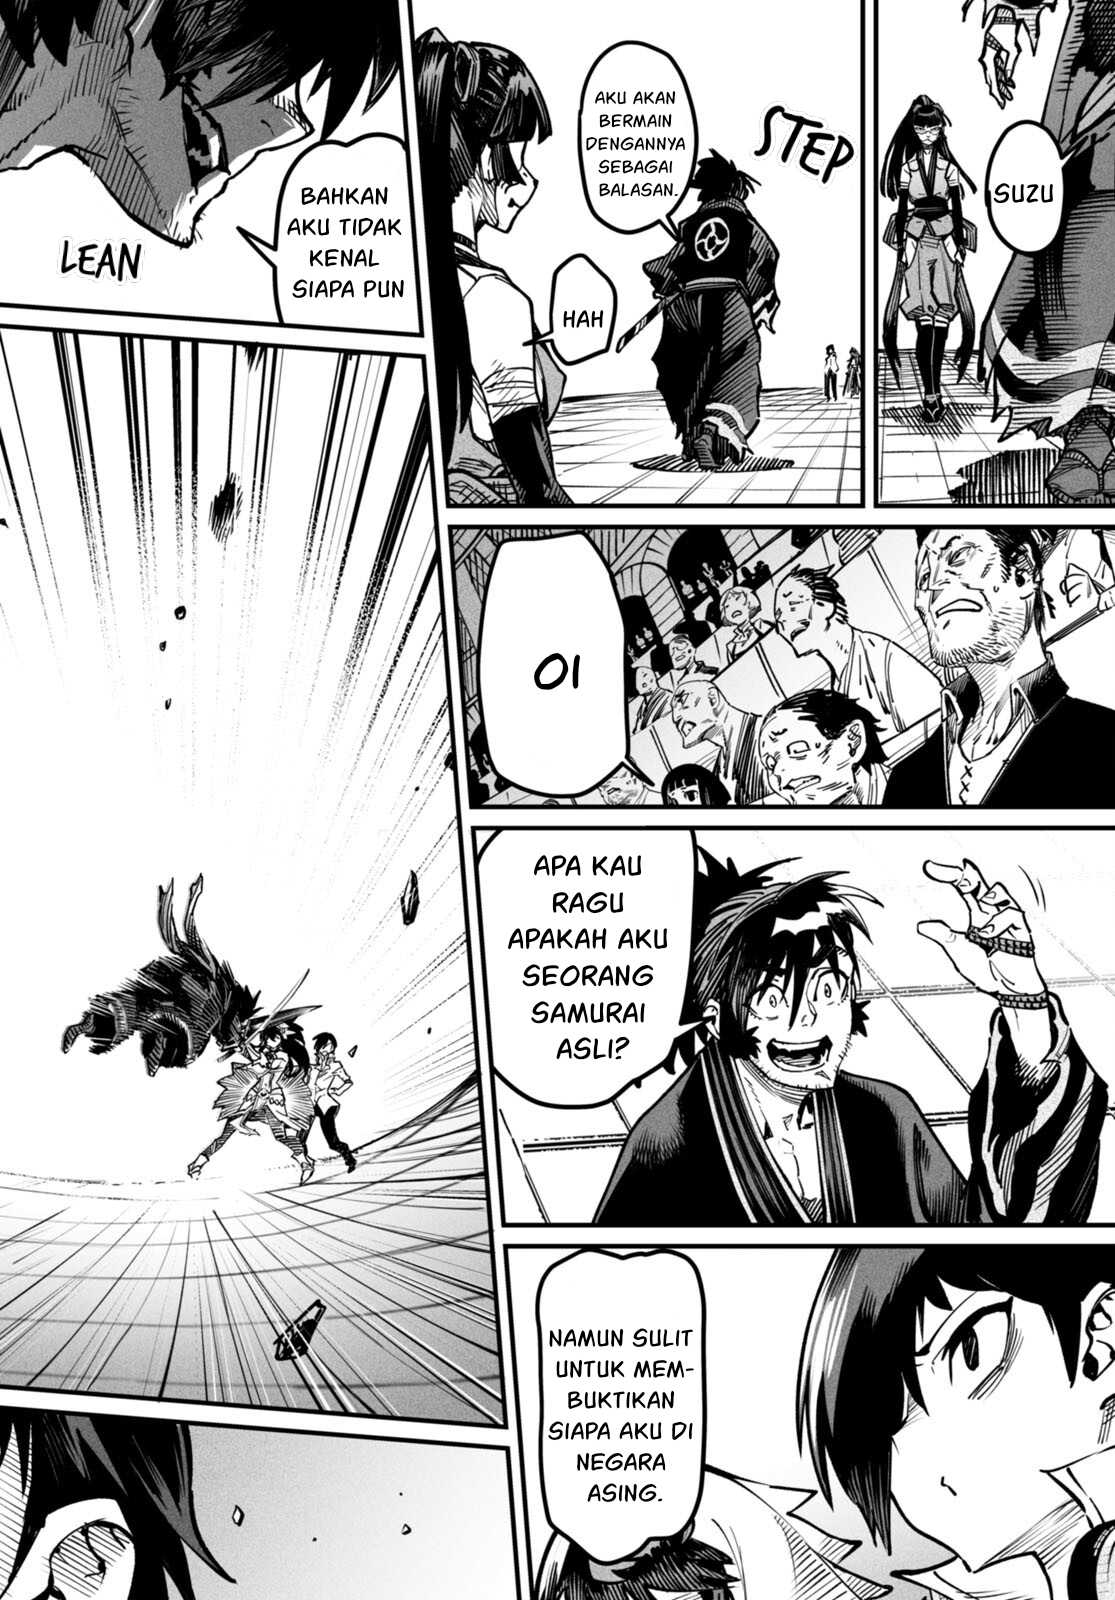 SUZU
AKU AKAN
BERMAIN
DENGANNYA
SEBAGAI
BALASAN.
STEP
HAH
OI
APA KAU
RAGU
APAKAH AKU
SEORANG
SAMURAI
ASLI?
NAMUN SULIT
UNTUK MEM-
BUKTIKAN
SIAPA AKU DI
NEGARA
ASING.
BAHKAN
AKU TIDAK
KENAL
SIAPA PUN
LEAN